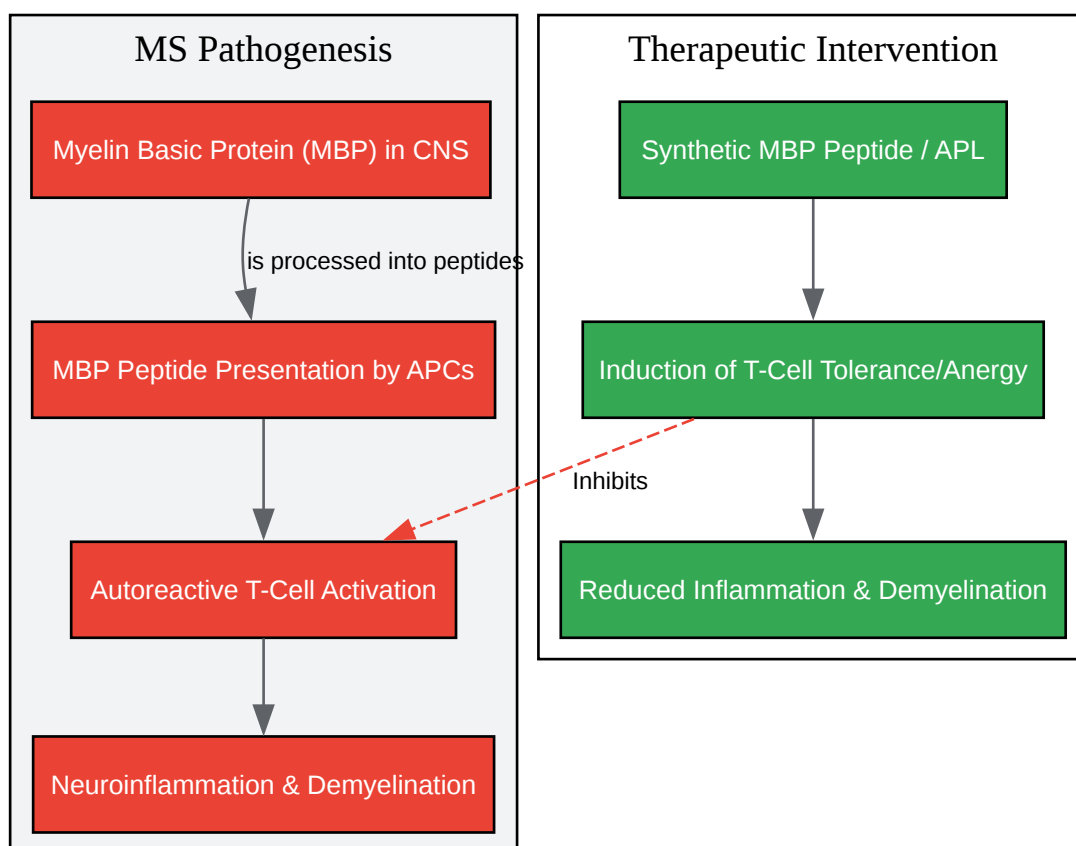 MS Pathogenesis
Myelin Basic Protein (MBP) in CNS
is processed into peptides
MBP Peptide Presentation by APCs
Autoreactive T-Cell Activation
Neuroinflammation & Demyelination
Therapeutic Intervention
Synthetic MBP Peptide / APL
Induction of T-Cell Tolerance/Anergy
Inhibits
Reduced Inflammation & Demyelination